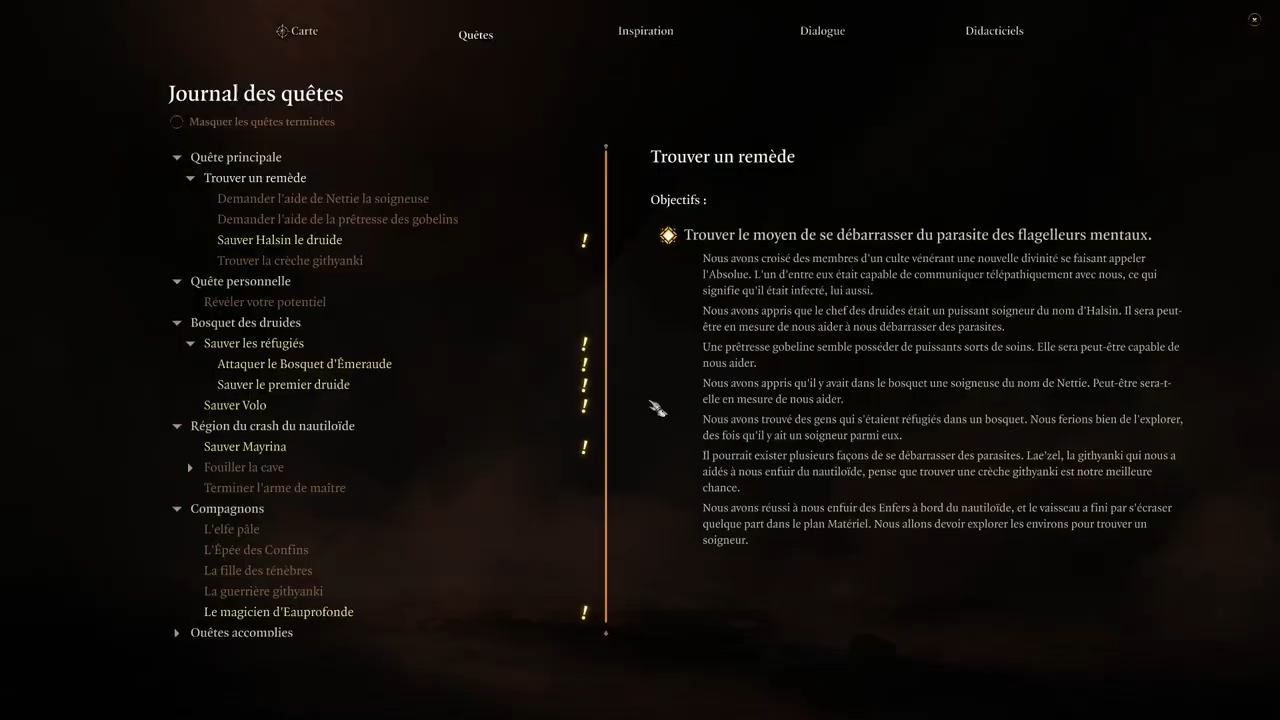 Carte
Quêtes
Inspiration
Dialogue
Didacticiels
Journal des quêtes
Masquer les quêtes terminées
Quête principale
Trouver un remède
Demander l'aide de Nettie la soigneuse
Demander l'aide de la prêtresse des gobelins
Sauver Halsin le druide
!
Trouver la crèche githyanki
Quête personnelle
Révéler votre potentiel
Bosquet des druides
Sauver les réfugiés
!
Attaquer le Bosquet d'Émeraude
!
Sauver le premier druide
!
Sauver Volo
!
Région du crash du nautiloïde
Sauver Mayrina
!
Fouiller la cave
Terminer l'arme de maître
Compagnons
L'elfe pâle
L'Épée des Confins
La fille des ténèbres
La guerrière githyanki
Le magicien d'Eauprofonde
!
Quêtes accomplies
Trouver un remède
Objectifs :
Trouver le moyen de se débarrasser du parasite des flagelleurs mentaux.
Nous avons croisé des membres d'un culte vénérant une nouvelle divinité se faisant appeler
l'Absolue. L'un d'entre eux était capable de communiquer télépathiquement avec nous, ce qui
signifie qu'il était infecté, lui aussi.
Nous avons appris que le chef des druides était un puissant soigneur du nom d'Halsin. Il sera peut-
être en mesure de nous aider à nous débarrasser des parasites.
Une prêtresse gobeline semble posséder de puissants sorts de soins. Elle sera peut-être capable de
nous aider.
Nous avons appris qu'il y avait dans le bosquet une soigneuse du nom de Nettie. Peut-être sera-t-
elle en mesure de nous aider.
Nous avons trouvé des gens qui s'étaient réfugiés dans un bosquet. Nous ferions bien de l'explorer,
des fois qu'il y ait un soigneur parmi eux.
Il pourrait exister plusieurs façons de se débarrasser des parasites. Lae'zel, la githyanki qui nous a
aidés à nous enfuir du nautiloïde, pense que trouver une crèche githyanki est notre meilleure
chance.
Nous avons réussi à nous enfuir des Enfers à bord du nautiloïde, et le vaisseau a fini par s'écraser
quelque part dans le plan Matériel. Nous allons devoir explorer les environs pour trouver un
soigneur.